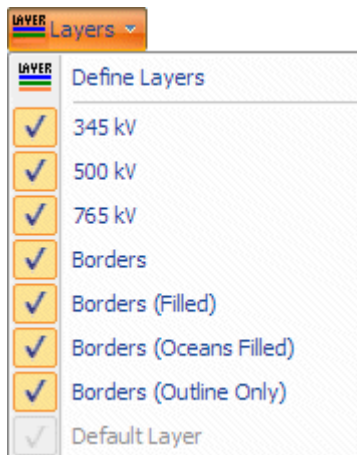 LAYER Layers
LAYER Define Layers
345 kV
500 kV
765 kV
Borders
Borders (Filled)
Borders (Oceans Filled)
Borders (Outline Only)
Default Layer